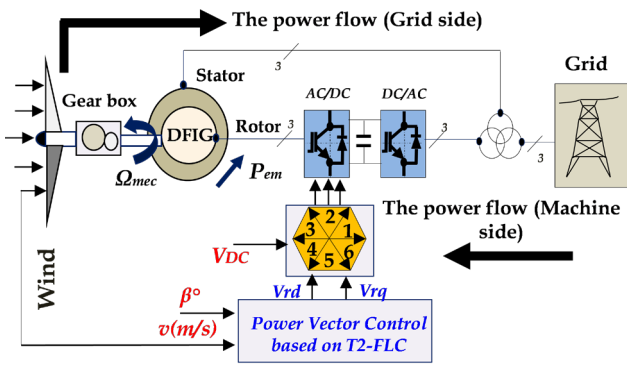 The power flow (Grid side)
3
Stator
Grid
Gear box
AC/DC
DC/AC
DFIG
Rotor
3
3
3
Ωmec
Pem
Wind
3
2
1
4
5
6
The power flow (Machine
side)
VDC
Vrd
Vrq
β°
v(m/s)
Power Vector Control
based on T2-FLC